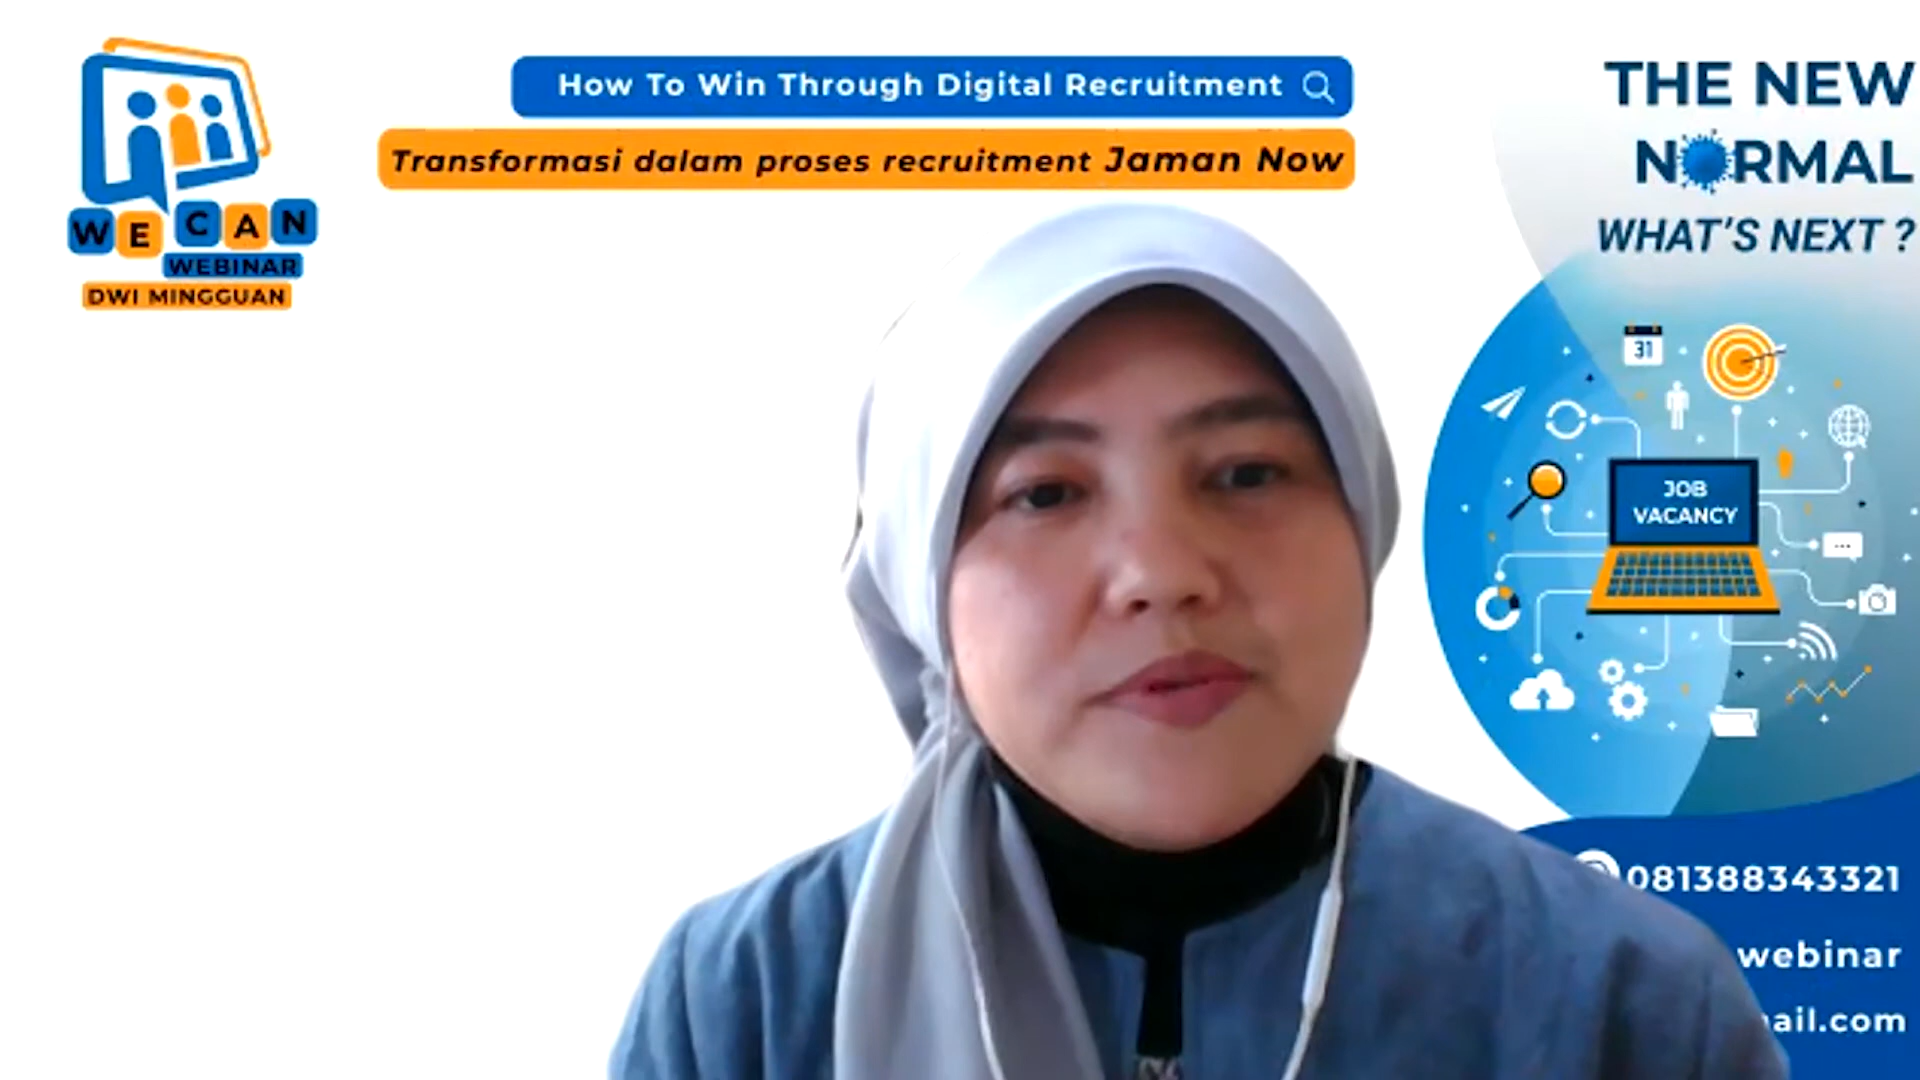 WE CAN
WEBINAR
DWI MINGGUAN
How To Win Through Digital Recruitment
Transformasi dalam proses recruitment Jaman Now
THE NEW
NORMAL
WHAT'S NEXT ?
31
JOB
VACANCY
081388343321
webinar
ail.com